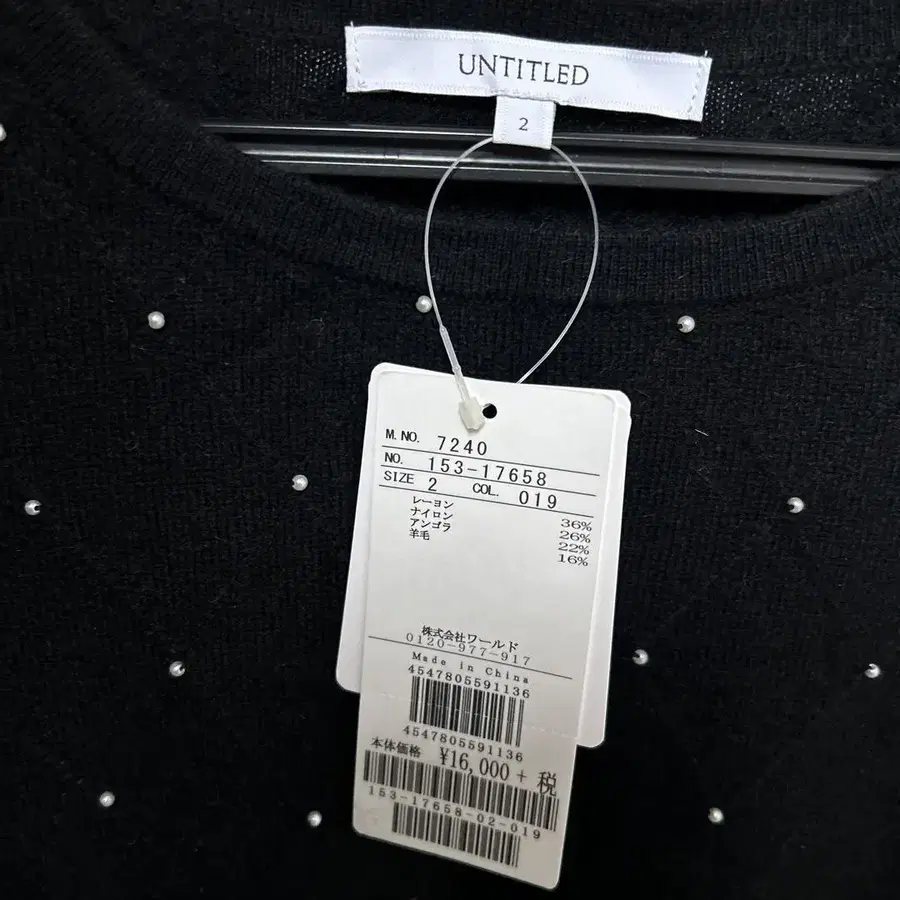 UNTITLED
2
M. NO. 7240
NO. 153-17658
SIZE 2 COL. 019
レーヨン 36%
ナイロン 26%
アンゴラ 22%
羊毛 16%
株式会社ワールド
0120-977-917
Made in China
4547805591136
4547805591136
本体価格 ¥16,000 + 税
153-17658-02-019